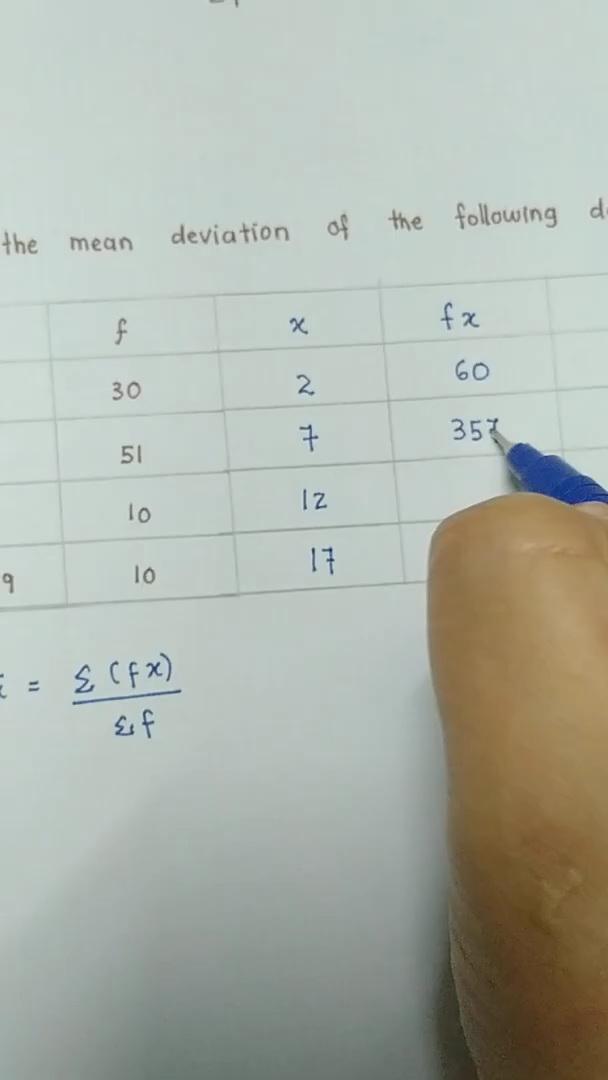 the mean deviation of the following
f x fx
30 2 60
51 7 357
10 12
9 10 17
= Σ(fx)
Σf